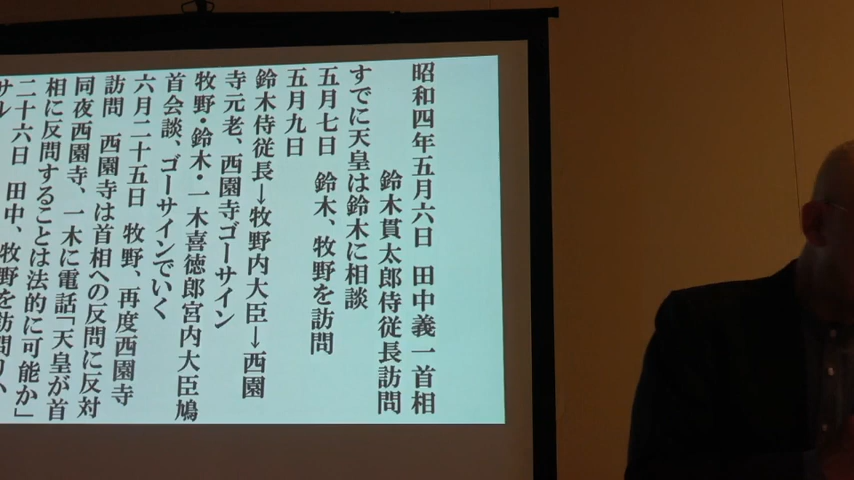 昭和四年五月六日　田中義一首相
鈴木貫太郎侍従長訪問
すでに天皇は鈴木に相談
五月七日　鈴木、牧野を訪問
五月九日
鈴木侍従長→牧野内大臣→西園
寺元老、西園寺ゴーサイン
牧野・鈴木・一木喜徳郎宮内大臣鳩
首会談、ゴーサインでいく
六月二十五日　牧野、再度西園寺
訪問　西園寺は首相への反問に反対
同夜西園寺、一木に電話「天皇が首
相に反問することは法的に可能か」
二十六日　田中、牧野を訪問